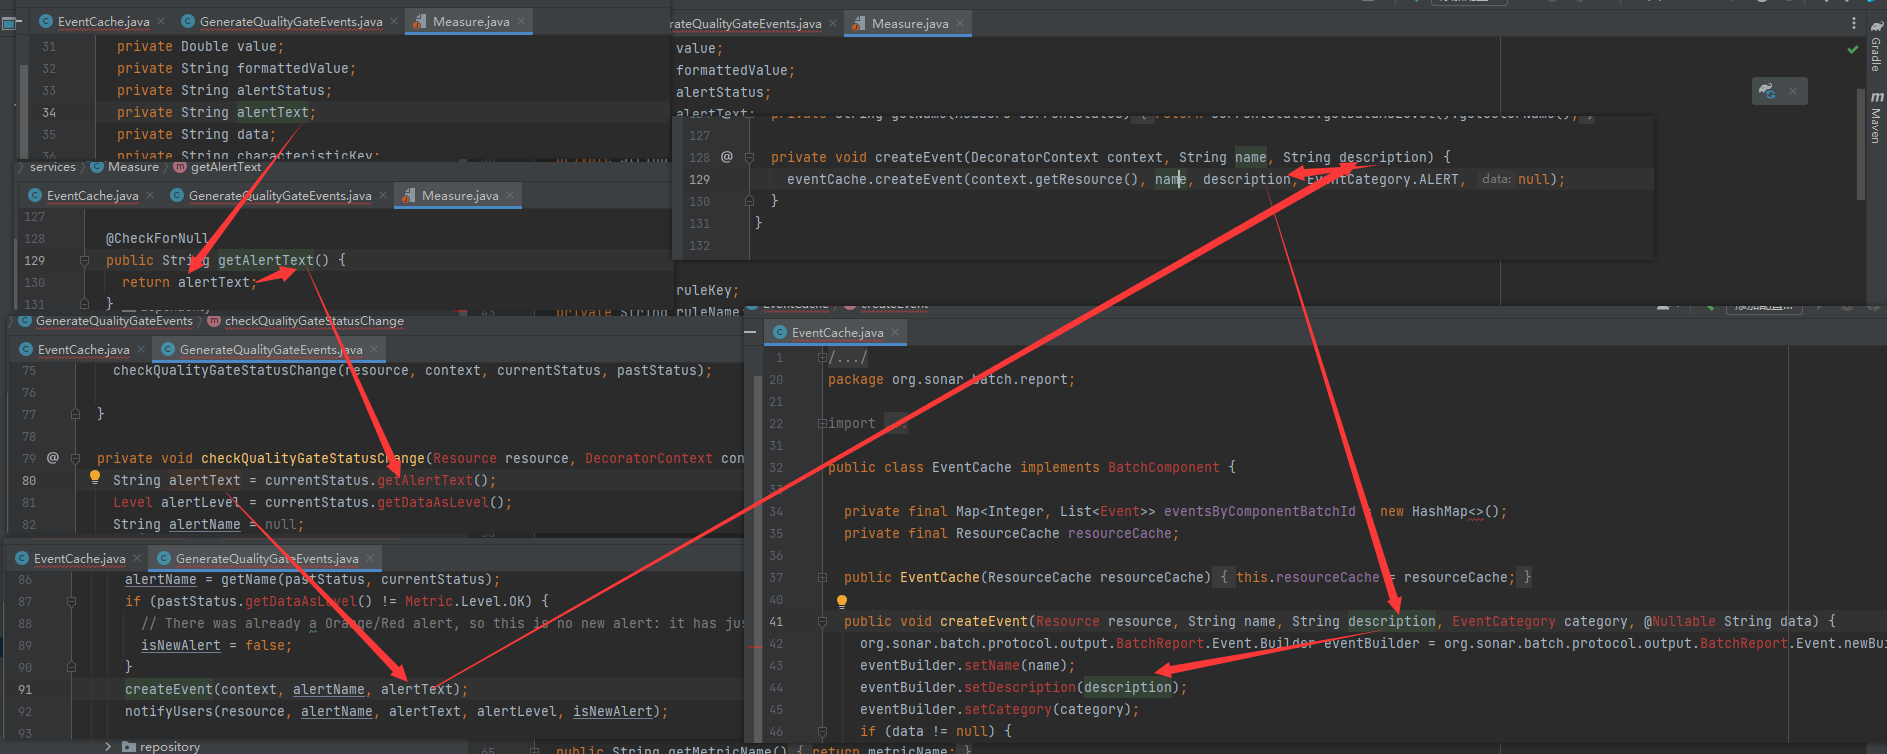 EventCache.java GenerateQualityGateEvents.java Measure.java
31 private Double value;
32 private String formattedValue;
33 private String alertStatus;
34 private String alertText;
35 private String data;
36 private String characteristicKey;
services Measure getAlertText
EventCache.java GenerateQualityGateEvents.java Measure.java
127
128 @CheckForNull
129 public String getAlertText() {
130 return alertText;
131 }
GenerateQualityGateEvents checkQualityGateStatusChange
EventCache.java GenerateQualityGateEvents.java
75 checkQualityGateStatusChange(resource, context, currentStatus, pastStatus);
76
77 }
78
79 @ private void checkQualityGateStatusChange(Resource resource, DecoratorContext con
80 String alertText = currentStatus.getAlertText();
81 Level alertLevel = currentStatus.getDataAsLevel();
82 String alertName = null;
EventCache.java GenerateQualityGateEvents.java
86 alertName = getName(pastStatus, currentStatus);
87 if (pastStatus.getDataAsLevel() != Metric.Level.OK) {
88 // There was already a Orange/Red alert, so this is no new alert: it has jus
89 isNewAlert = false;
90 }
91 createEvent(context, alertName, alertText);
92 notifyUsers(resource, alertName, alertText, alertLevel, isNewAlert);
93
repository
rateQualityGateEvents.java Measure.java
value;
formattedValue;
alertStatus;
alertText;
127
128 @ private void createEvent(DecoratorContext context, String name, String description) {
129 eventCache.createEvent(context.getResource(), name, description, EventCategory.ALERT, data: null);
130 }
131 }
132
ruleKey;
private String ruleName;
EventCache createEvent
EventCache.java
1 /.../
20 package org.sonar.batch.report;
21
22 import ...
31
32 public class EventCache implements BatchComponent {
33
34 private final Map<Integer, List<Event>> eventsByComponentBatchId = new HashMap<>();
35 private final ResourceCache resourceCache;
36
37 public EventCache(ResourceCache resourceCache) { this.resourceCache = resourceCache; }
40
41 public void createEvent(Resource resource, String name, String description, EventCategory category, @Nullable String data) {
42 org.sonar.batch.protocol.output.BatchReport.Event.Builder eventBuilder = org.sonar.batch.protocol.output.BatchReport.Event.newBui
43 eventBuilder.setName(name);
44 eventBuilder.setDescription(description);
45 eventBuilder.setCategory(category);
46 if (data != null) {
65 public String getMetricName() { return metricName; }
Gradle
Maven